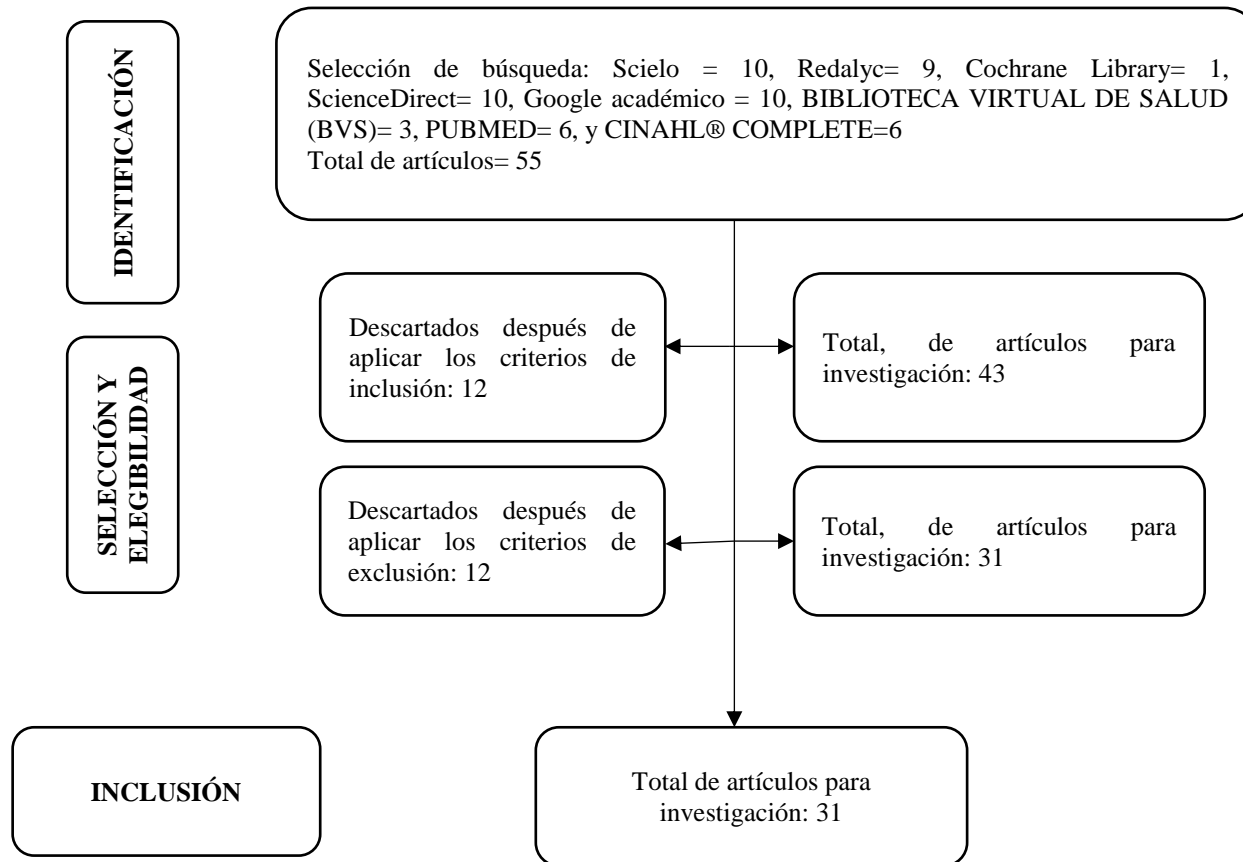 IDENTIFICACIÓN
Selección de búsqueda: Scielo = 10, Redalyc= 9, Cochrane Library= 1,
ScienceDirect= 10, Google académico = 10, BIBLIOTECA VIRTUAL DE SALUD
(BVS)= 3, PUBMED= 6, y CINAHL® COMPLETE=6
Total de artículos= 55
SELECCIÓN Y
ELEGIBILIDAD
Descartados después de
aplicar los criterios de
inclusión: 12
Total, de artículos para
investigación: 43
Descartados después de
aplicar los criterios de
exclusión: 12
Total, de artículos para
investigación: 31
INCLUSIÓN
Total de artículos para
investigación: 31